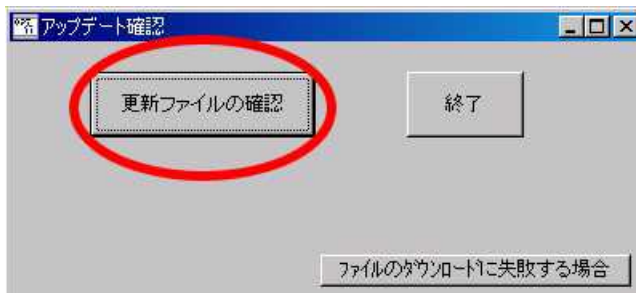 アップデート確認
更新ファイルの確認
終了
ファイルのダウンロードに失敗する場合